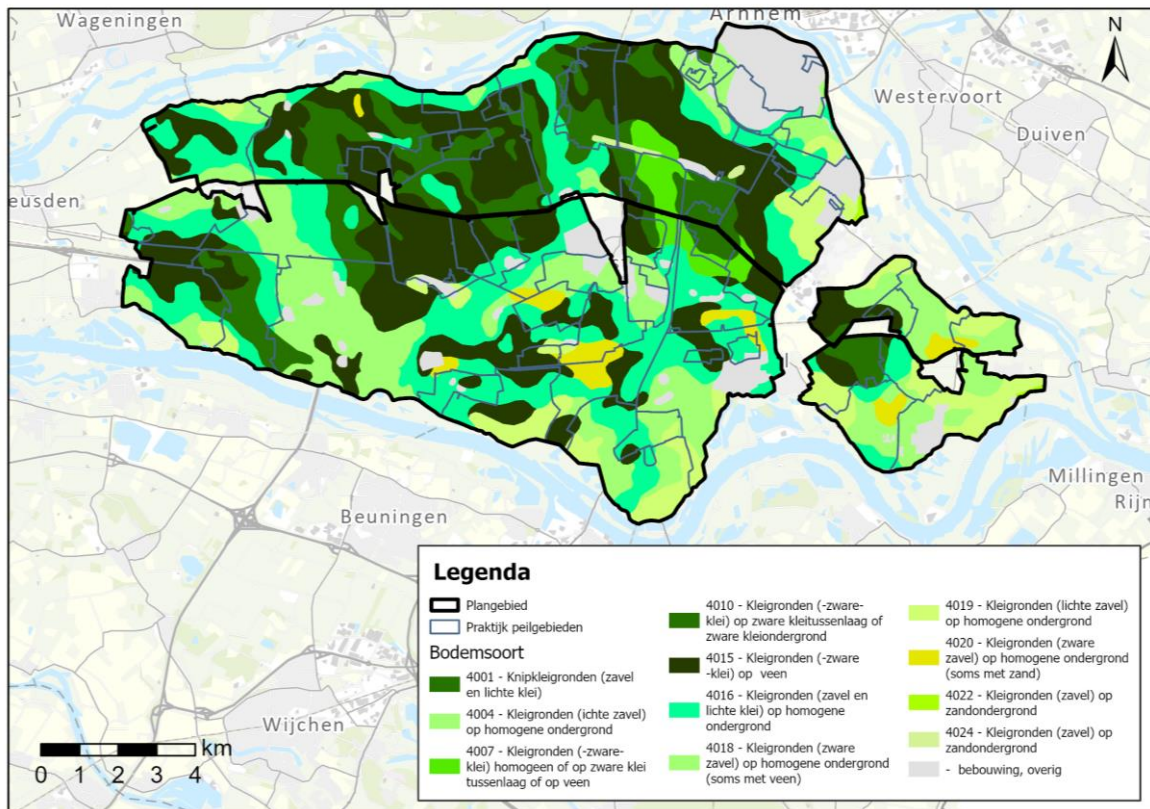 Wageningen
Arnhem
N
Westervoort
Duiven
eusden
l
Millingen
Rijn
Beuningen
Wijchen
km
0 1 2 3 4
Legenda
Plangebied
Praktijk peilgebieden
Bodemsoort
4001 - Knipkleigronden (zavel
en lichte klei)
4004 - Kleigronden (ichte zavel)
op homogene ondergrond
4007 - Kleigronden (-zware-
klei) homogeen of op zware klei
tussenlaag of op veen
4010 - Kleigronden (-zware-
klei) op zware kleitussenlaag of
zware kleiondergrond
4015 - Kleigronden (-zware
-klei) op veen
4016 - Kleigronden (zavel en
lichte klei) op homogene
ondergrond
4018 - Kleigronden (zware
zavel) op homogene ondergrond
(soms met veen)
4019 - Kleigronden (lichte zavel)
op homogene ondergrond
4020 - Kleigronden (zware
zavel) op homogene ondergrond
(soms met zand)
4022 - Kleigronden (zavel) op
zandondergrond
4024 - Kleigronden (zavel) op
zandondergrond
- bebouwing, overig